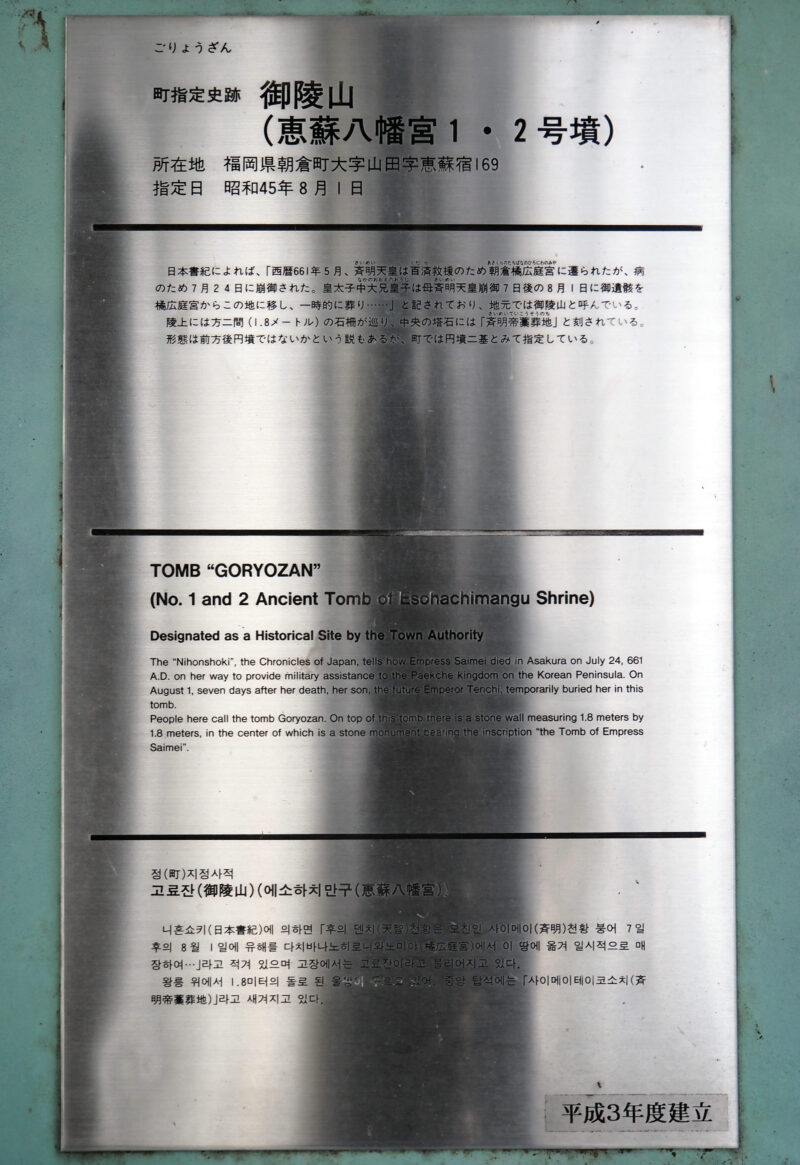 ごりょうざん
町指定史跡 御陵山
(恵蘇八幡宮1・2号墳)
所在地 福岡県朝倉町大字山田字恵蘇宿169
指定日 昭和45年8月1日
日本書紀によれば、「西暦661年5月、斉明天皇は百済救援のため朝倉橘広庭宮に遷られたが、病
のため7月24日に崩御された。皇太子中大兄皇子は母斉明天皇崩御7日後の8月1日に御遺骸を
橘広庭宮からこの地に移し、一時的に葬り……」と記されており、地元では御陵山と呼んでいる。
陵上には方二間(1.8メートル)の石柵が巡り、中央の塔石には「斉明帝藁葬地」と刻されている。
形態は前方後円墳ではないかという説もあるが、町では円墳二基とみて指定している。
TOMB “GORYOZAN”
(No. 1 and 2 Ancient Tomb of Esohachimangu Shrine)
Designated as a Historical Site by the Town Authority
The “Nihonshoki”, the Chronicles of Japan, tells how Empress Saimei died in Asakura on July 24, 661
A.D. on her way to provide military assistance to the Paekche kingdom on the Korean Peninsula. On
August 1, seven days after her death, her son, the future Emperor Tenchi, temporarily buried her in this
tomb.
People here call the tomb Goryozan. On top of this tomb there is a stone wall measuring 1.8 meters by
1.8 meters, in the center of which is a stone monument bearing the inscription “the Tomb of Empress
Saimei”.
정(町)지정사적
고료잔(御陵山)(에소하치만구(恵蘇八幡宮))
니혼쇼키(日本書紀)에 의하면 「후의 덴치(天智)천황은 모친인 사이메이(斉明)천황 붕어 7일
후의 8월 1일에 유해를 다치바나노히로니와노미야(橘広庭宮)에서 이 땅에 옮겨 일시적으로 매
장하여…」라고 적겨 있으며 고장에서는 고료잔이라고 불리어지고 있다.
왕릉 위에서 1.8미터의 돌로 된 있어, 중앙 탑석에는 「사이메이테이코소치(斉
明帝藁葬地)」라고 새겨지고 있다.
平成3年度建立